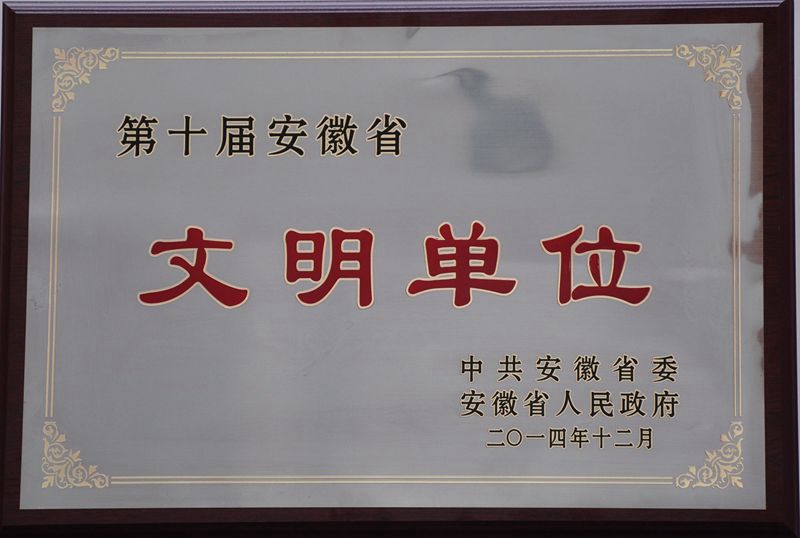 第十届安徽省
文明单位
中共安徽省委
安徽省人民政府
二〇一四年十二月